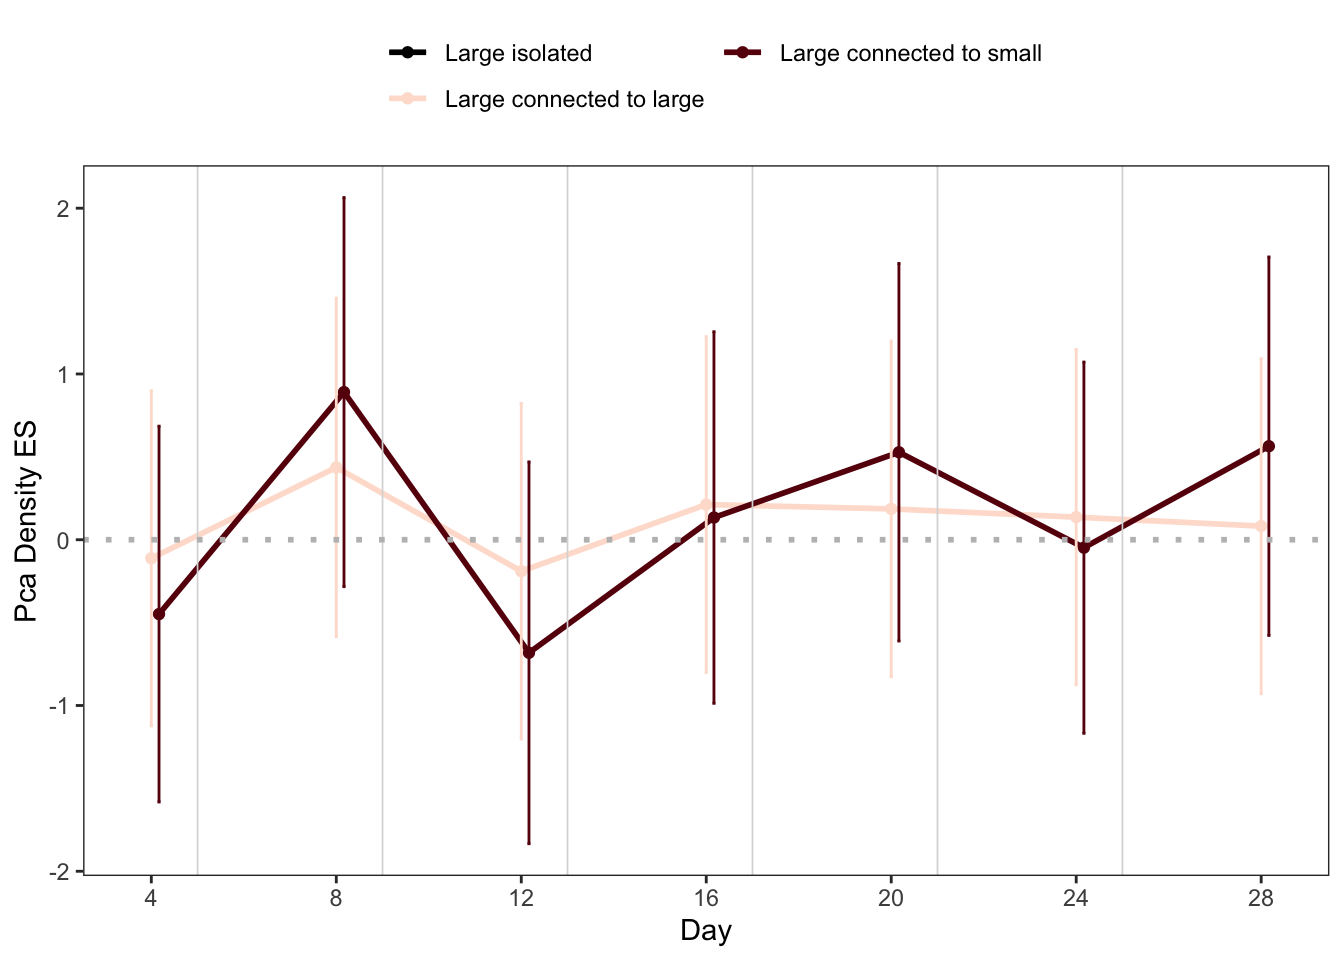 Large isolated
Large connected to small
Large connected to large
Pca Density ES
2
1
0
-1
-2
4 8 12 16 20 24 28
Day